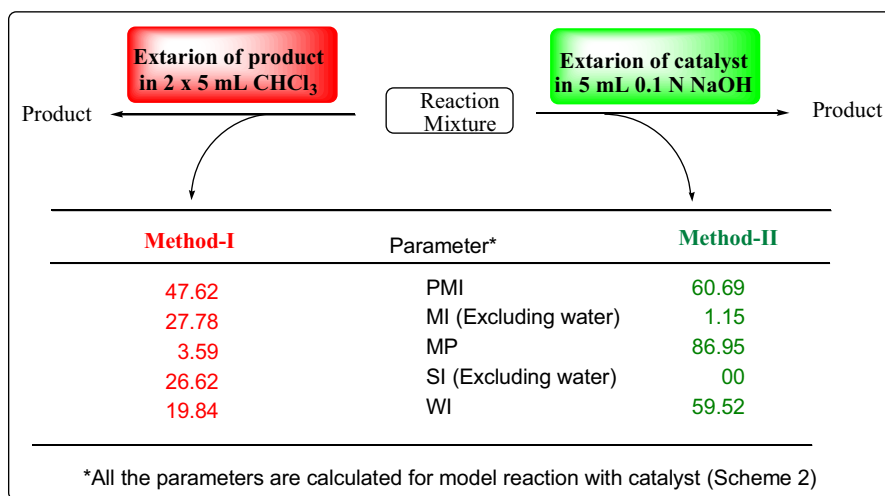 Extarion of product
in 2 x 5 mL CHCl3
Extarion of catalyst
in 5 mL 0.1 N NaOH
Product
Reaction
Mixture
Product
Method-I Parameter* Method-II
47.62 PMI 60.69
27.78 MI (Excluding water) 1.15
3.59 MP 86.95
26.62 SI (Excluding water) 00
19.84 WI 59.52
*All the parameters are calculated for model reaction with catalyst (Scheme 2)